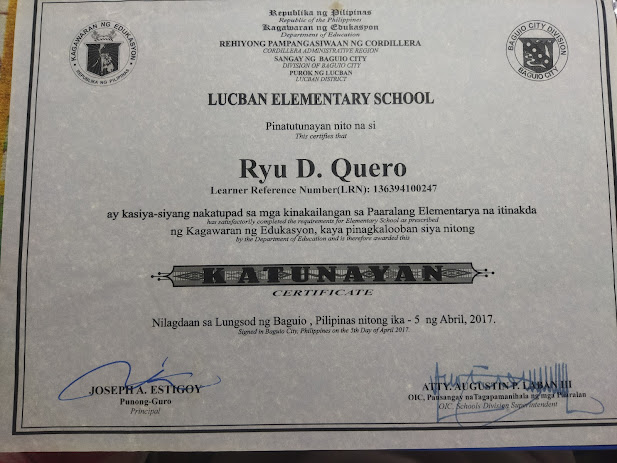 Republika ng Pilipinas
Republic of the Philippines
Kagawaran ng Edukasyon
Department of Education
REHIYONG PAMPANGASIWAAN NG CORDILLERA
CORDILLERA ADMINISTRATIVE REGION
SANGAY NG BAGUIO CITY
DIVISION OF BAGUIO CITY
PUROK NG LUCBAN
LUCBAN DISTRICT
KAGAWARAN NG EDUKASYON
REPUBLIKA NG PILIPINAS
BAGUIO CITY DIVISION
BAGUIO CITY
LUCBAN ELEMENTARY SCHOOL
Pinatutunayan nito na si
This certifies that
Ryu D. Quero
Learner Reference Number(LRN): 136394100247
ay kasiya-siyang nakatupad sa mga kinakailangan sa Paaralang Elementarya na itinakda
has satisfactorily completed the requirements for Elementary School as prescribed
ng Kagawaran ng Edukasyon, kaya pinagkalooban siya nitong
by the Department of Education and is therefore awarded this
KATUNAYAN
CERTIFICATE
Nilagdaan sa Lungsod ng Baguio , Pilipinas nitong ika - 5 ng Abril, 2017.
Signed in Baguio City, Philippines on the 5th Day of April 2017.
JOSEPH A. ESTIGOY
Punong-Guro
Principal
ATTY. AUGUSTIN P. LABAN III
OIC, Pansangay naTagapamanihala ng mga Paaralan
OIC, Schools Division Superintendent